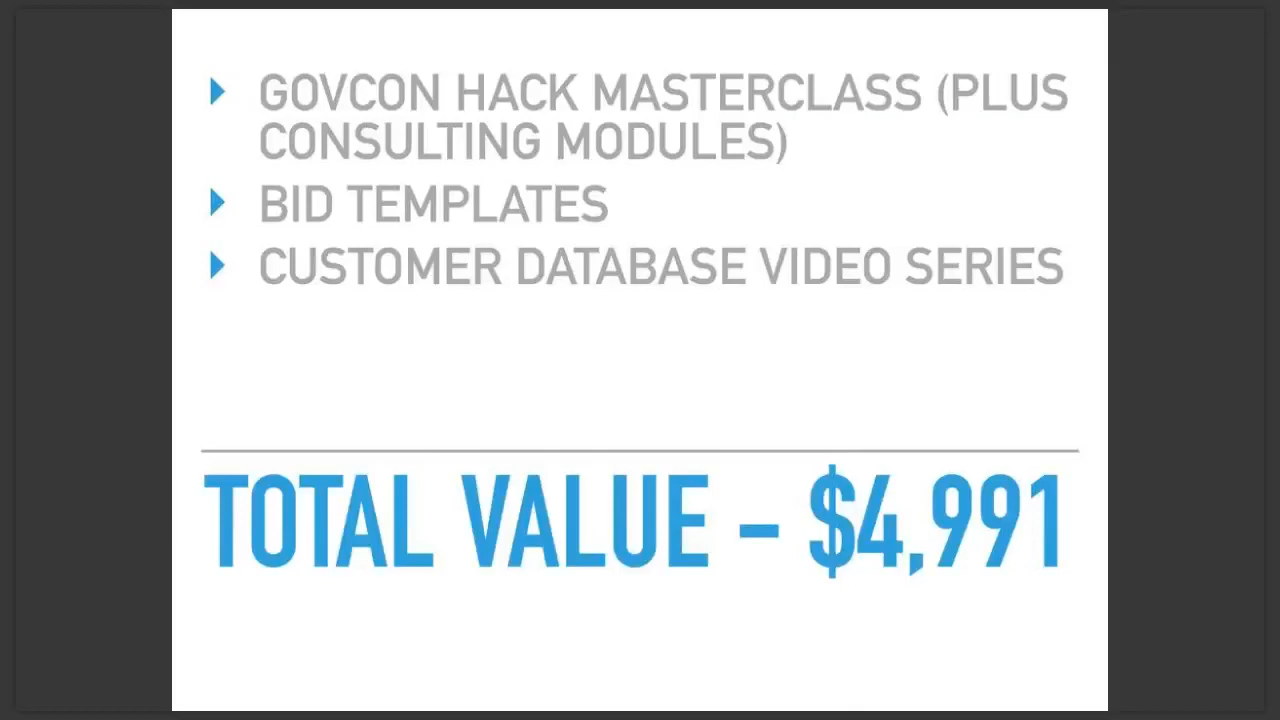 GOVCON HACK MASTERCLASS (PLUS
CONSULTING MODULES)
BID TEMPLATES
CUSTOMER DATABASE VIDEO SERIES
TOTAL VALUE – $4,991